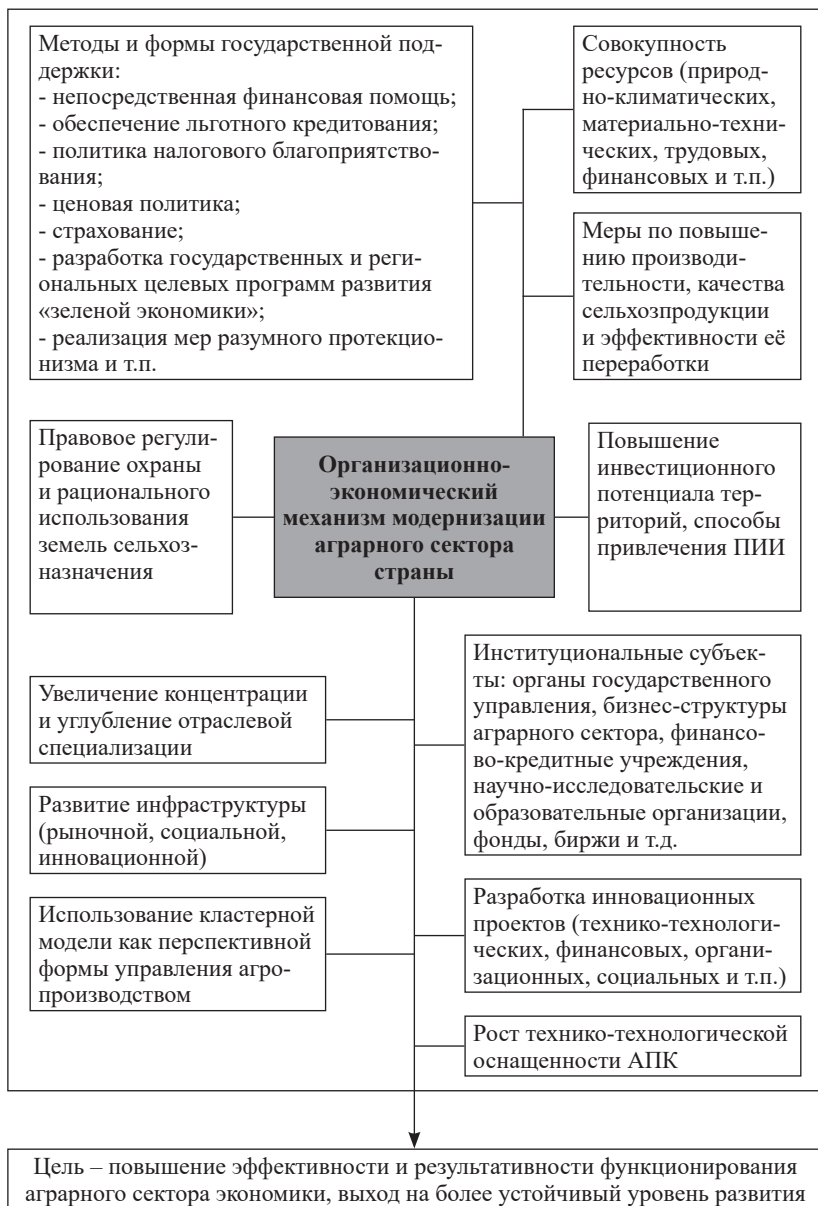 Методы и формы государственной под-
держки:
- непосредственная финансовая помощь;
- обеспечение льготного кредитования;
- политика налогового благоприятство-
вания;
- ценовая политика;
- страхование;
- разработка государственных и реги-
ональных целевых программ развития
«зеленой экономики»;
- реализация мер разумного протекцио-
низма и т.п.
Совокупность
ресурсов (природ-
но-климатических,
материально-техни-
ческих, трудовых,
финансовых и т.п.)
Меры по повыше-
нию производи-
тельности, качества
сельхозпродукции
и эффективности её
переработки
Правовое регули-
рование охраны
и рационального
использования
земель сельхоз-
назначения
Организационно-
экономический
механизм модернизации
аграрного сектора
страны
Повышение
инвестиционного
потенциала тер-
риторий, способы
привлечения ПИИ
Увеличение концентрации
и углубление отраслевой
специализации
Развитие инфраструктуры
(рыночной, социальной,
инновационной)
Использование кластерной
модели как перспективной
формы управления агро-
производством
Институциональные субъек-
ты: органы государственного
управления, бизнес-структуры
аграрного сектора, финансо-
во-кредитные учреждения,
научно-исследовательские и
образовательные организации,
фонды, биржи и т.д.
Разработка инновационных
проектов (технико-технологи-
ческих, финансовых, органи-
зационных, социальных и т.п.)
Рост технико-технологической
оснащенности АПК
Цель – повышение эффективности и результативности функционирования
аграрного сектора экономики, выход на более устойчивый уровень развития